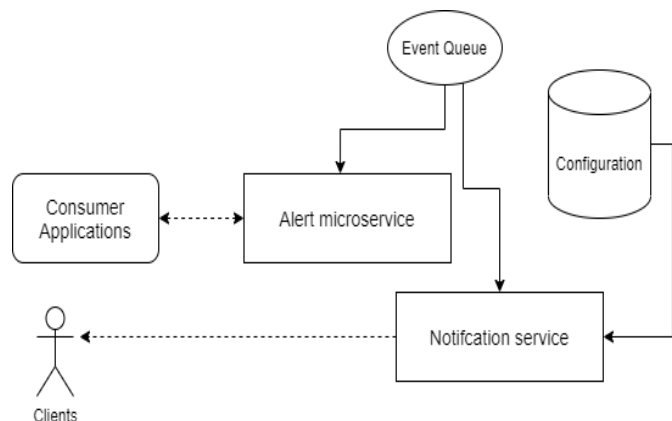 Event Queue
Configuration
Consumer
Applications
Alert microservice
Notifcation service
Clients